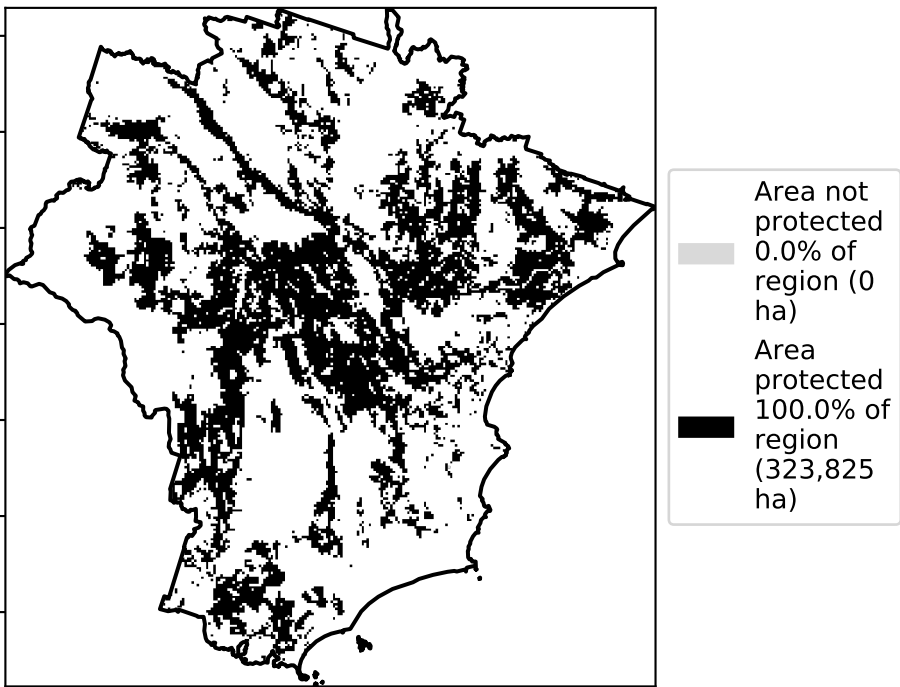 Area not
protected
0.0% of
region (0
ha)
Area
protected
100.0% of
region
(323,825
ha)